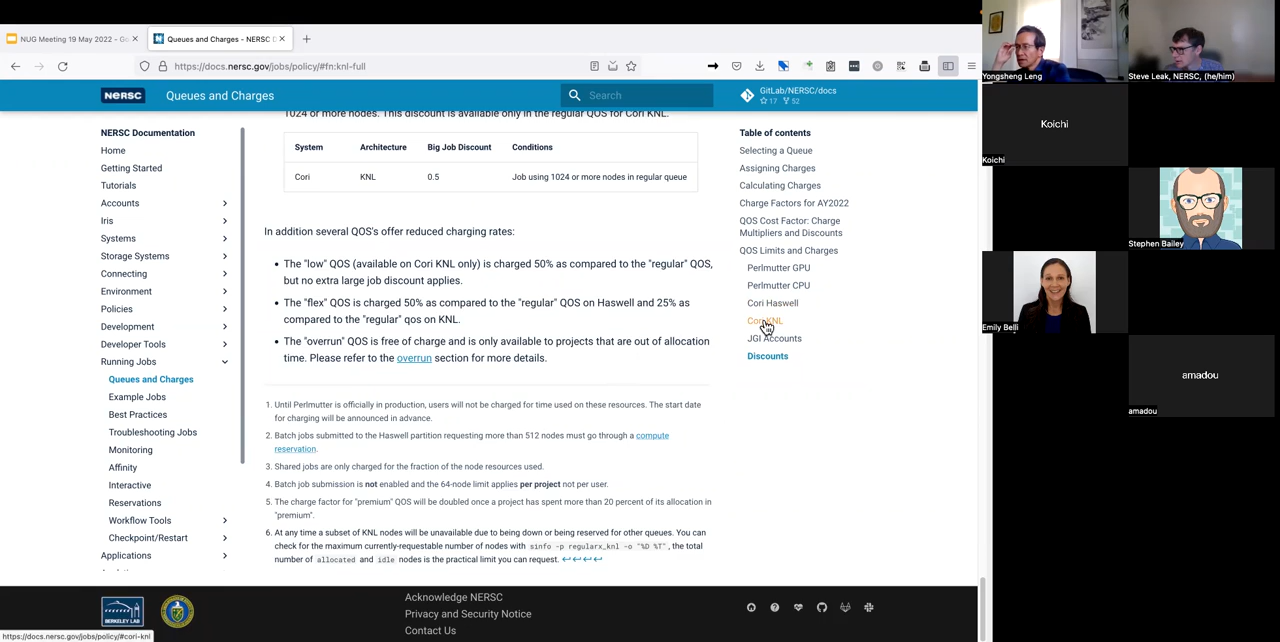 NUG Meeting 19 May 2022 - Go
Queues and Charges - NERSC D
https://docs.nersc.gov/jobs/policy/#fn:knl-full
NERSC
Queues and Charges
Search
GitLab/NERSC/docs
17 52
NERSC Documentation
Home
Getting Started
Tutorials
Accounts
Iris
Systems
Storage Systems
Connecting
Environment
Policies
Development
Developer Tools
Running Jobs
Queues and Charges
Example Jobs
Best Practices
Troubleshooting Jobs
Monitoring
Affinity
Interactive
Reservations
Workflow Tools
Checkpoint/Restart
Applications
1024 or more nodes. This discount is available only in the regular QOS for Cori KNL.
System Architecture Big Job Discount Conditions
Cori KNL 0.5 Job using 1024 or more nodes in regular queue
In addition several QOS's offer reduced charging rates:
• The "low" QOS (available on Cori KNL only) is charged 50% as compared to the "regular" QOS,
but no extra large job discount applies.
• The "flex" QOS is charged 50% as compared to the "regular" QOS on Haswell and 25% as
compared to the "regular" qos on KNL.
• The "overrun" QOS is free of charge and is only available to projects that are out of allocation
time. Please refer to the overrun section for more details.
1. Until Perlmutter is officially in production, users will not be charged for time used on these resources. The start date
for charging will be announced in advance.
2. Batch jobs submitted to the Haswell partition requesting more than 512 nodes must go through a compute
reservation.
3. Shared jobs are only charged for the fraction of the node resources used.
4. Batch job submission is not enabled and the 64-node limit applies per project not per user.
5. The charge factor for "premium" QOS will be doubled once a project has spent more than 20 percent of its allocation in
"premium".
6. At any time a subset of KNL nodes will be unavailable due to being down or being reserved for other queues. You can
check for the maximum currently-requestable number of nodes with sinfo -p regularx_knl -o "%D %T", the total
number of allocated and idle nodes is the practical limit you can request. ↩↩↩↩
Table of contents
Selecting a Queue
Assigning Charges
Calculating Charges
Charge Factors for AY2022
QOS Cost Factor: Charge
Multipliers and Discounts
QOS Limits and Charges
Perlmutter GPU
Perlmutter CPU
Cori Haswell
Cori KNL
JGI Accounts
Discounts
BERKELEY LAB
Acknowledge NERSC
Privacy and Security Notice
Contact Us
https://docs.nersc.gov/jobs/policy/#cori-knl
Yongsheng Leng
Steve Leak, NERSC, (he/him)
Koichi
Koichi
Stephen Bailey
Emily Belli
amadou
amadou